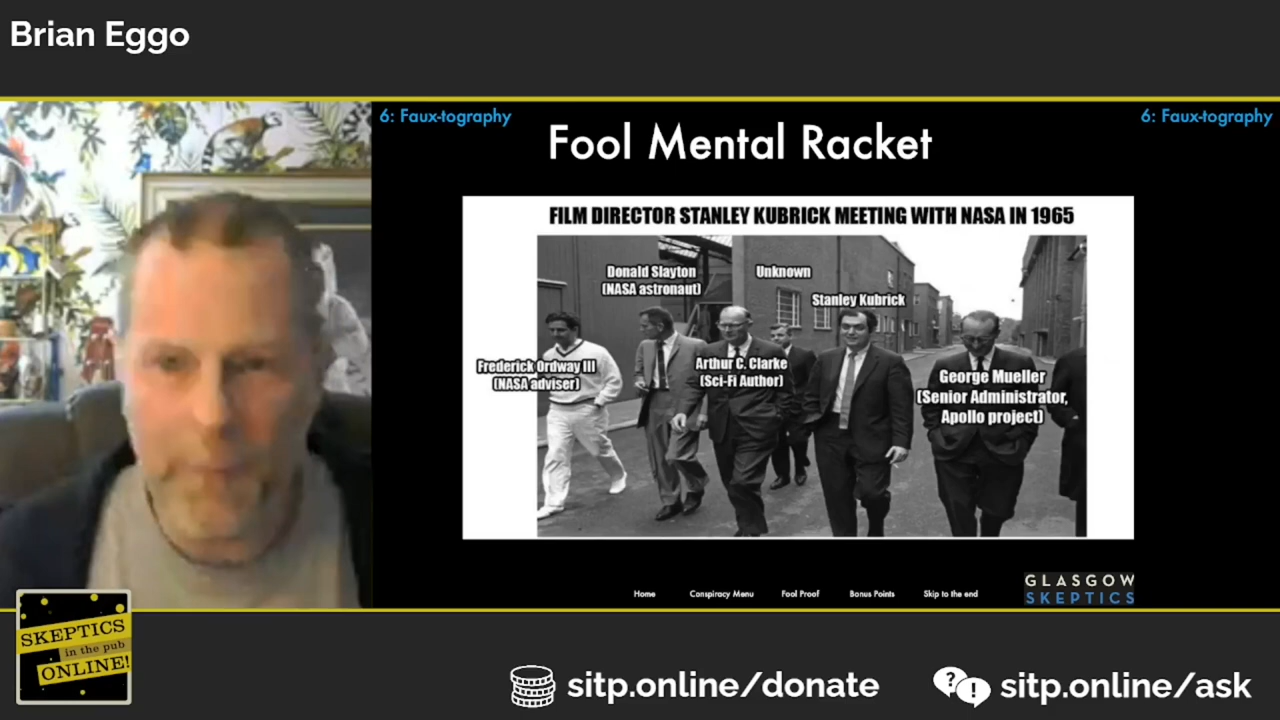 Brian Eggo
6: Faux-tography
6: Faux-tography
Fool Mental Racket
FILM DIRECTOR STANLEY KUBRICK MEETING WITH NASA IN 1965
Donald Slayton
(NASA astronaut)
Unknown
Stanley Kubrick
Frederick Ordway III
(NASA adviser)
Arthur C. Clarke
(Sci-Fi Author)
George Mueller
(Senior Administrator,
Apollo project)
Home
Conspiracy Menu
Fool Proof
Bonus Points
Skip to the end
GLASGOW
SKEPTICS
SKEPTICS
in the pub
ONLINE!
sitp.online/donate
sitp.online/ask